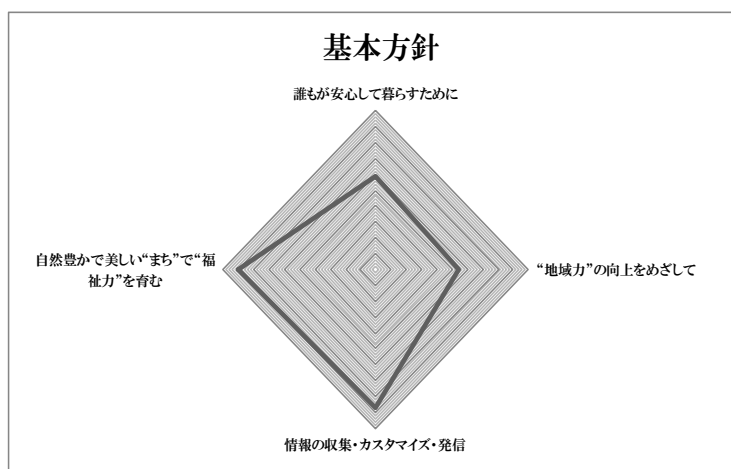 基本方針
誰もが安心して暮らすために
自然豊かで美しい“まち”で“福
祉力”を育む
“地域力”の向上をめざして
情報の収集・カスタマイズ・発信